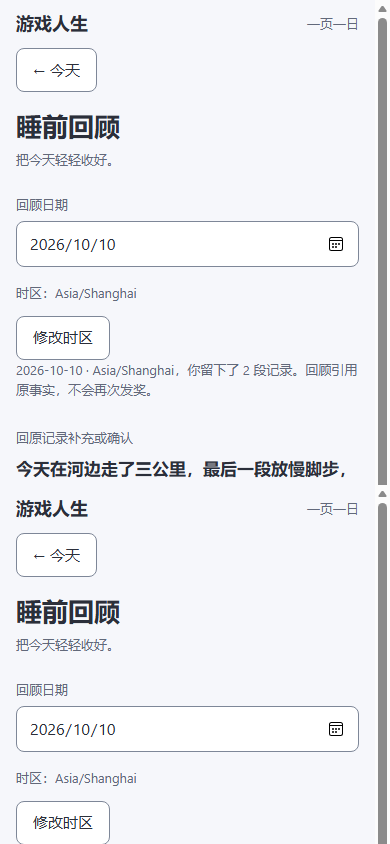 游戏人生 一页一日
← 今天
睡前回顾
把今天轻轻收好。
回顾日期
2026/10/10
时区：Asia/Shanghai
修改时区
2026-10-10 · Asia/Shanghai，你留下了 2 段记录。回顾引用
原事实，不会再次发奖。
回原记录补充或确认
今天在河边走了三公里，最后一段放慢脚步，
游戏人生 一页一日
← 今天
睡前回顾
把今天轻轻收好。
回顾日期
2026/10/10
时区：Asia/Shanghai
修改时区